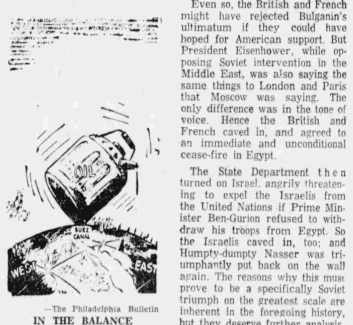 OIL
SUEZ
CANAL
WEST
EAST
—The Philadelphia Bulletin
IN THE BALANCE
Even so, the British and French
might have rejected Bulganin's
ultimatum if they could have
hoped for American support. But
President Eisenhower, while op-
posing Soviet intervention in the
Middle East, was also saying the
same things to London and Paris
that Moscow was saying. The
only difference was in the tone of
voice. Hence the British and
French caved in, and agreed to
an immediate and unconditional
cease-fire in Egypt.
The State Department then
turned on Israel, angrily threaten-
ing to expel the Israelis from
the United Nations if Prime Min-
ister Ben-Gurion refused to with-
draw his troops from Egypt. So
the Israelis caved in, too; and
Humpty-dumpty Nasser was tri-
umphantly put back on the wall
again. The reasons why this must
prove to be a specifically Soviet
triumph on the greatest scale are
inherent in the foregoing history,
but they deserve further analysis.